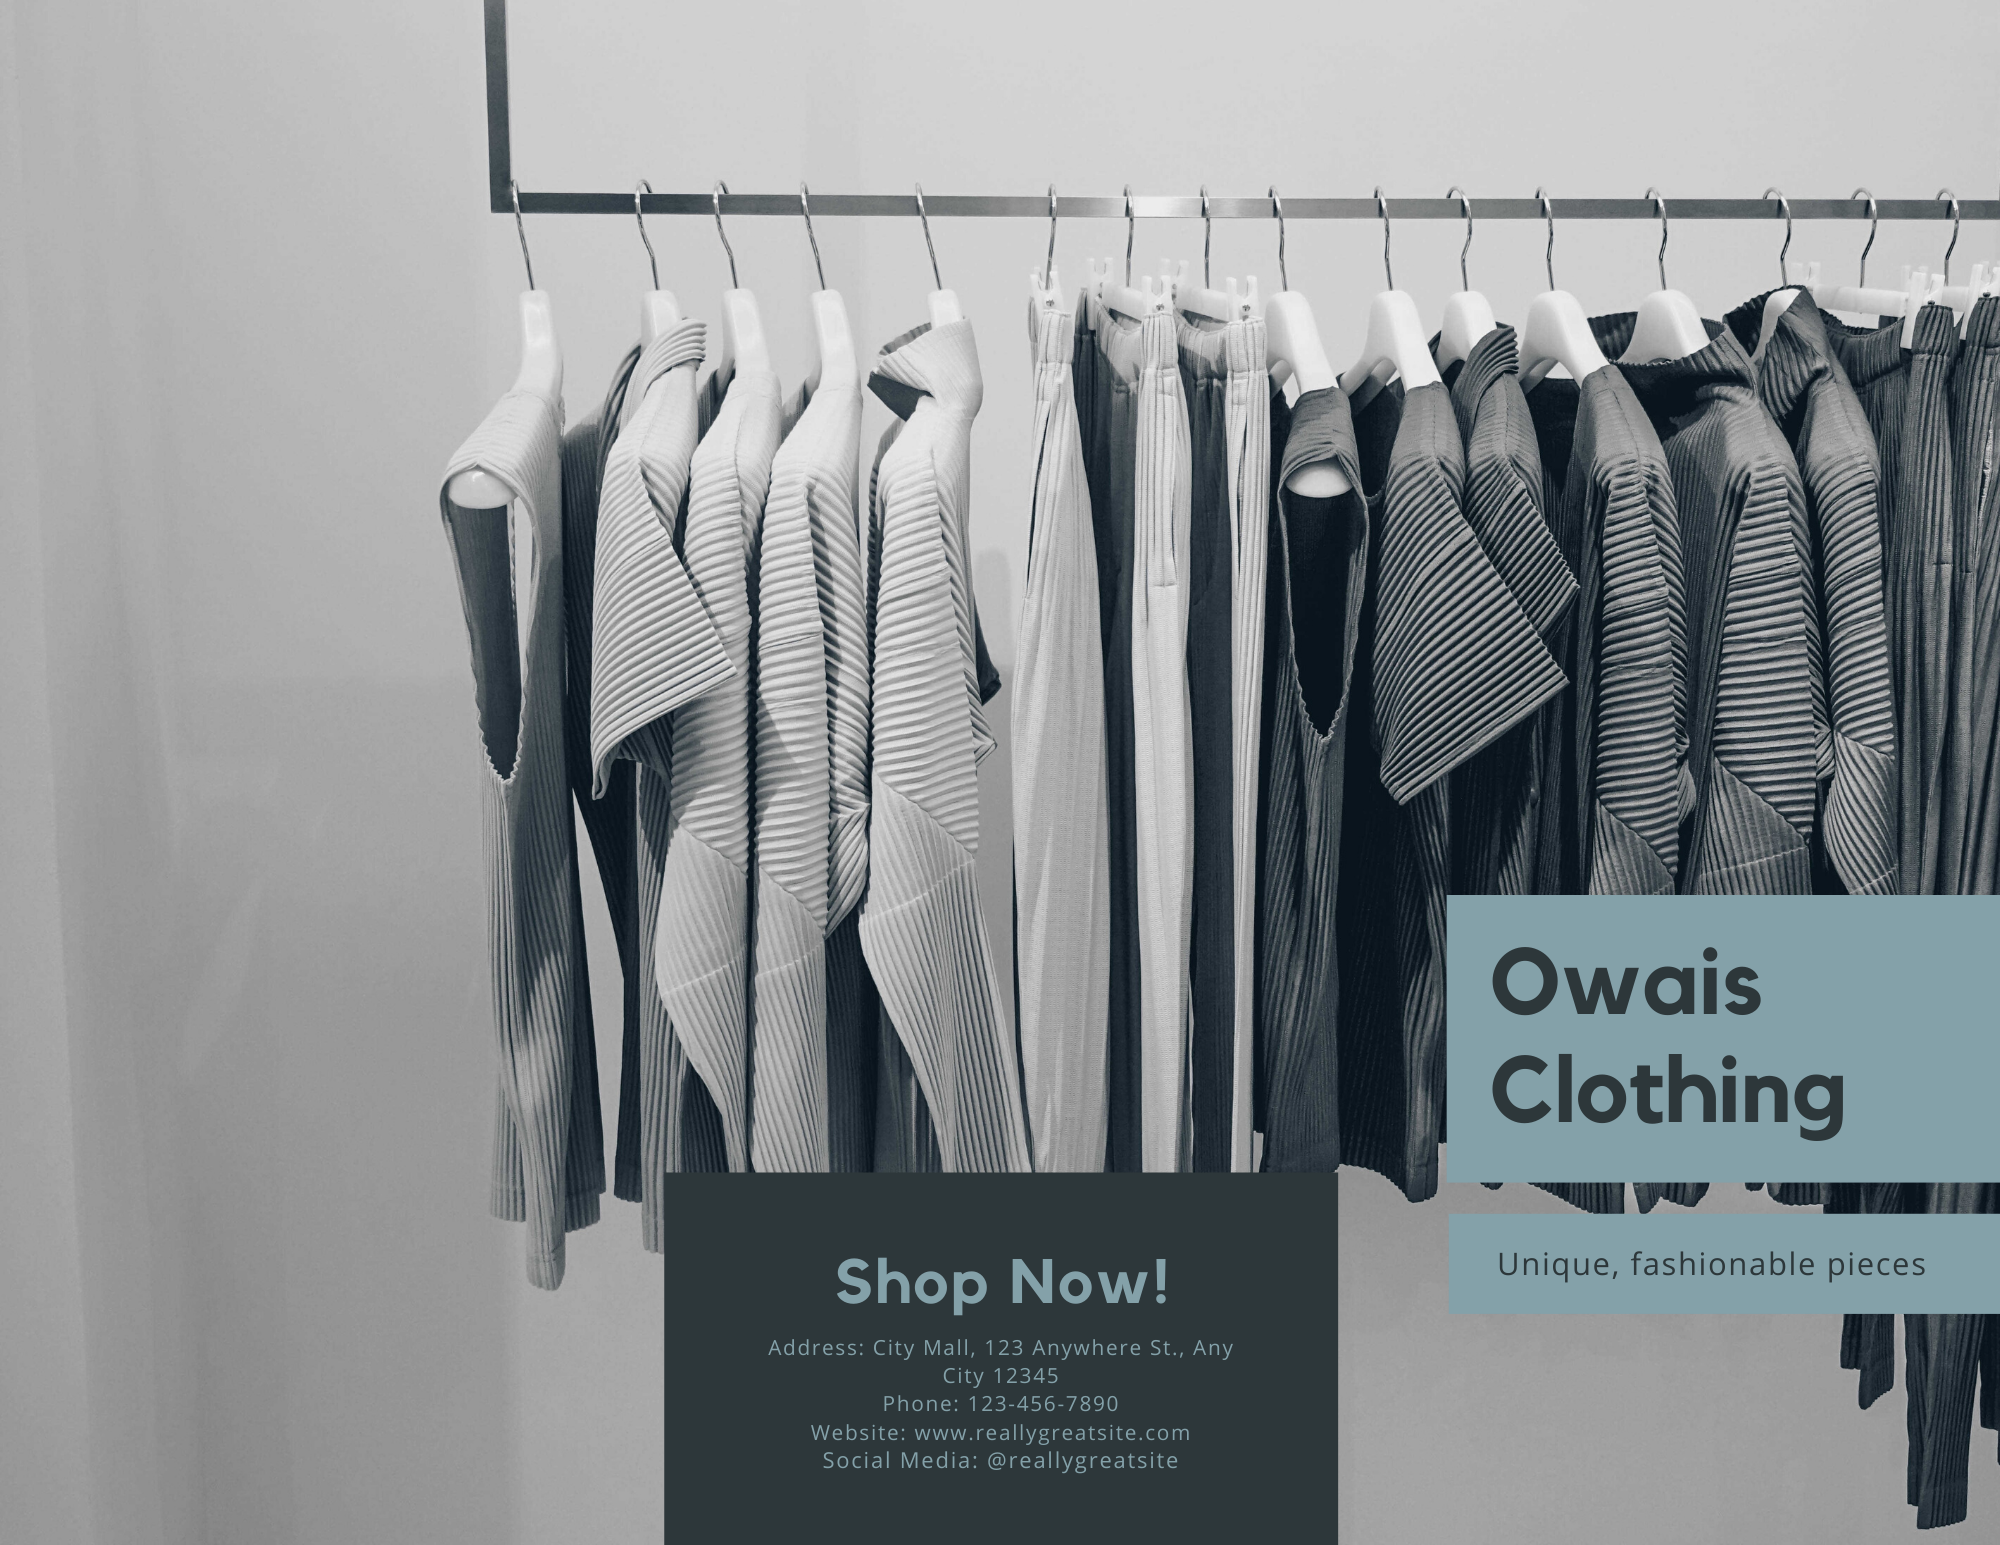 Owais
Clothing
Unique, fashionable pieces
Shop Now!
Address: City Mall, 123 Anywhere St., Any
City 12345
Phone: 123-456-7890
Website: www.reallygreatsite.com
Social Media: @reallygreatsite